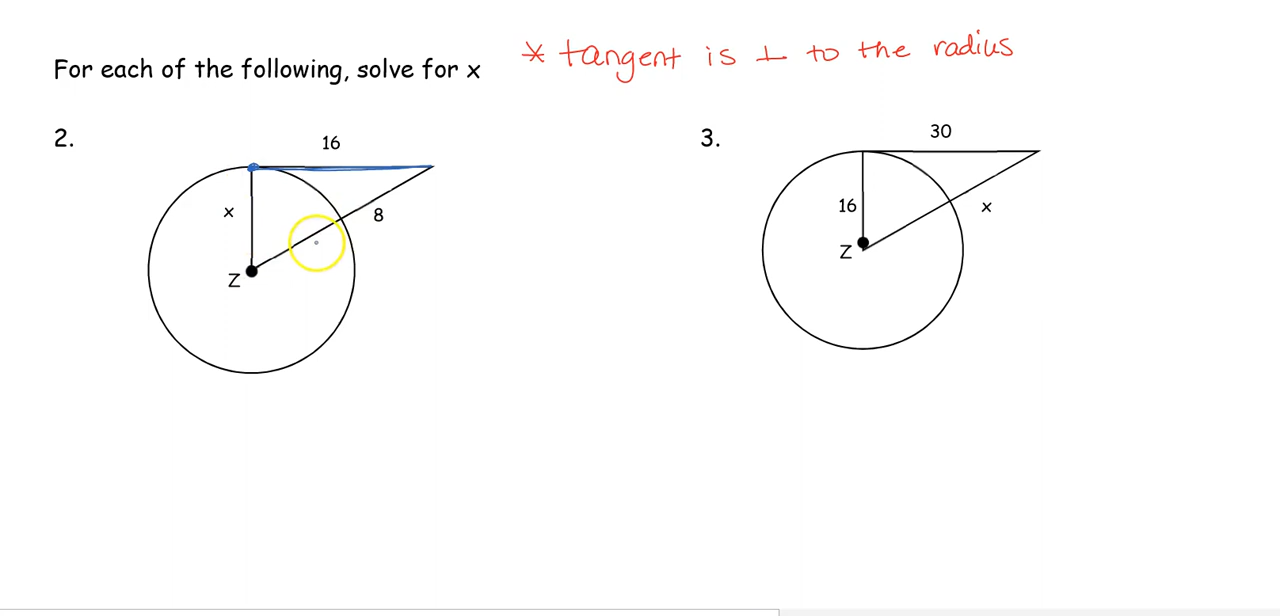 For each of the following, solve for x
* tangent is ⊥ to the radius
2.
16
x
8
Z
3.
30
16
x
Z